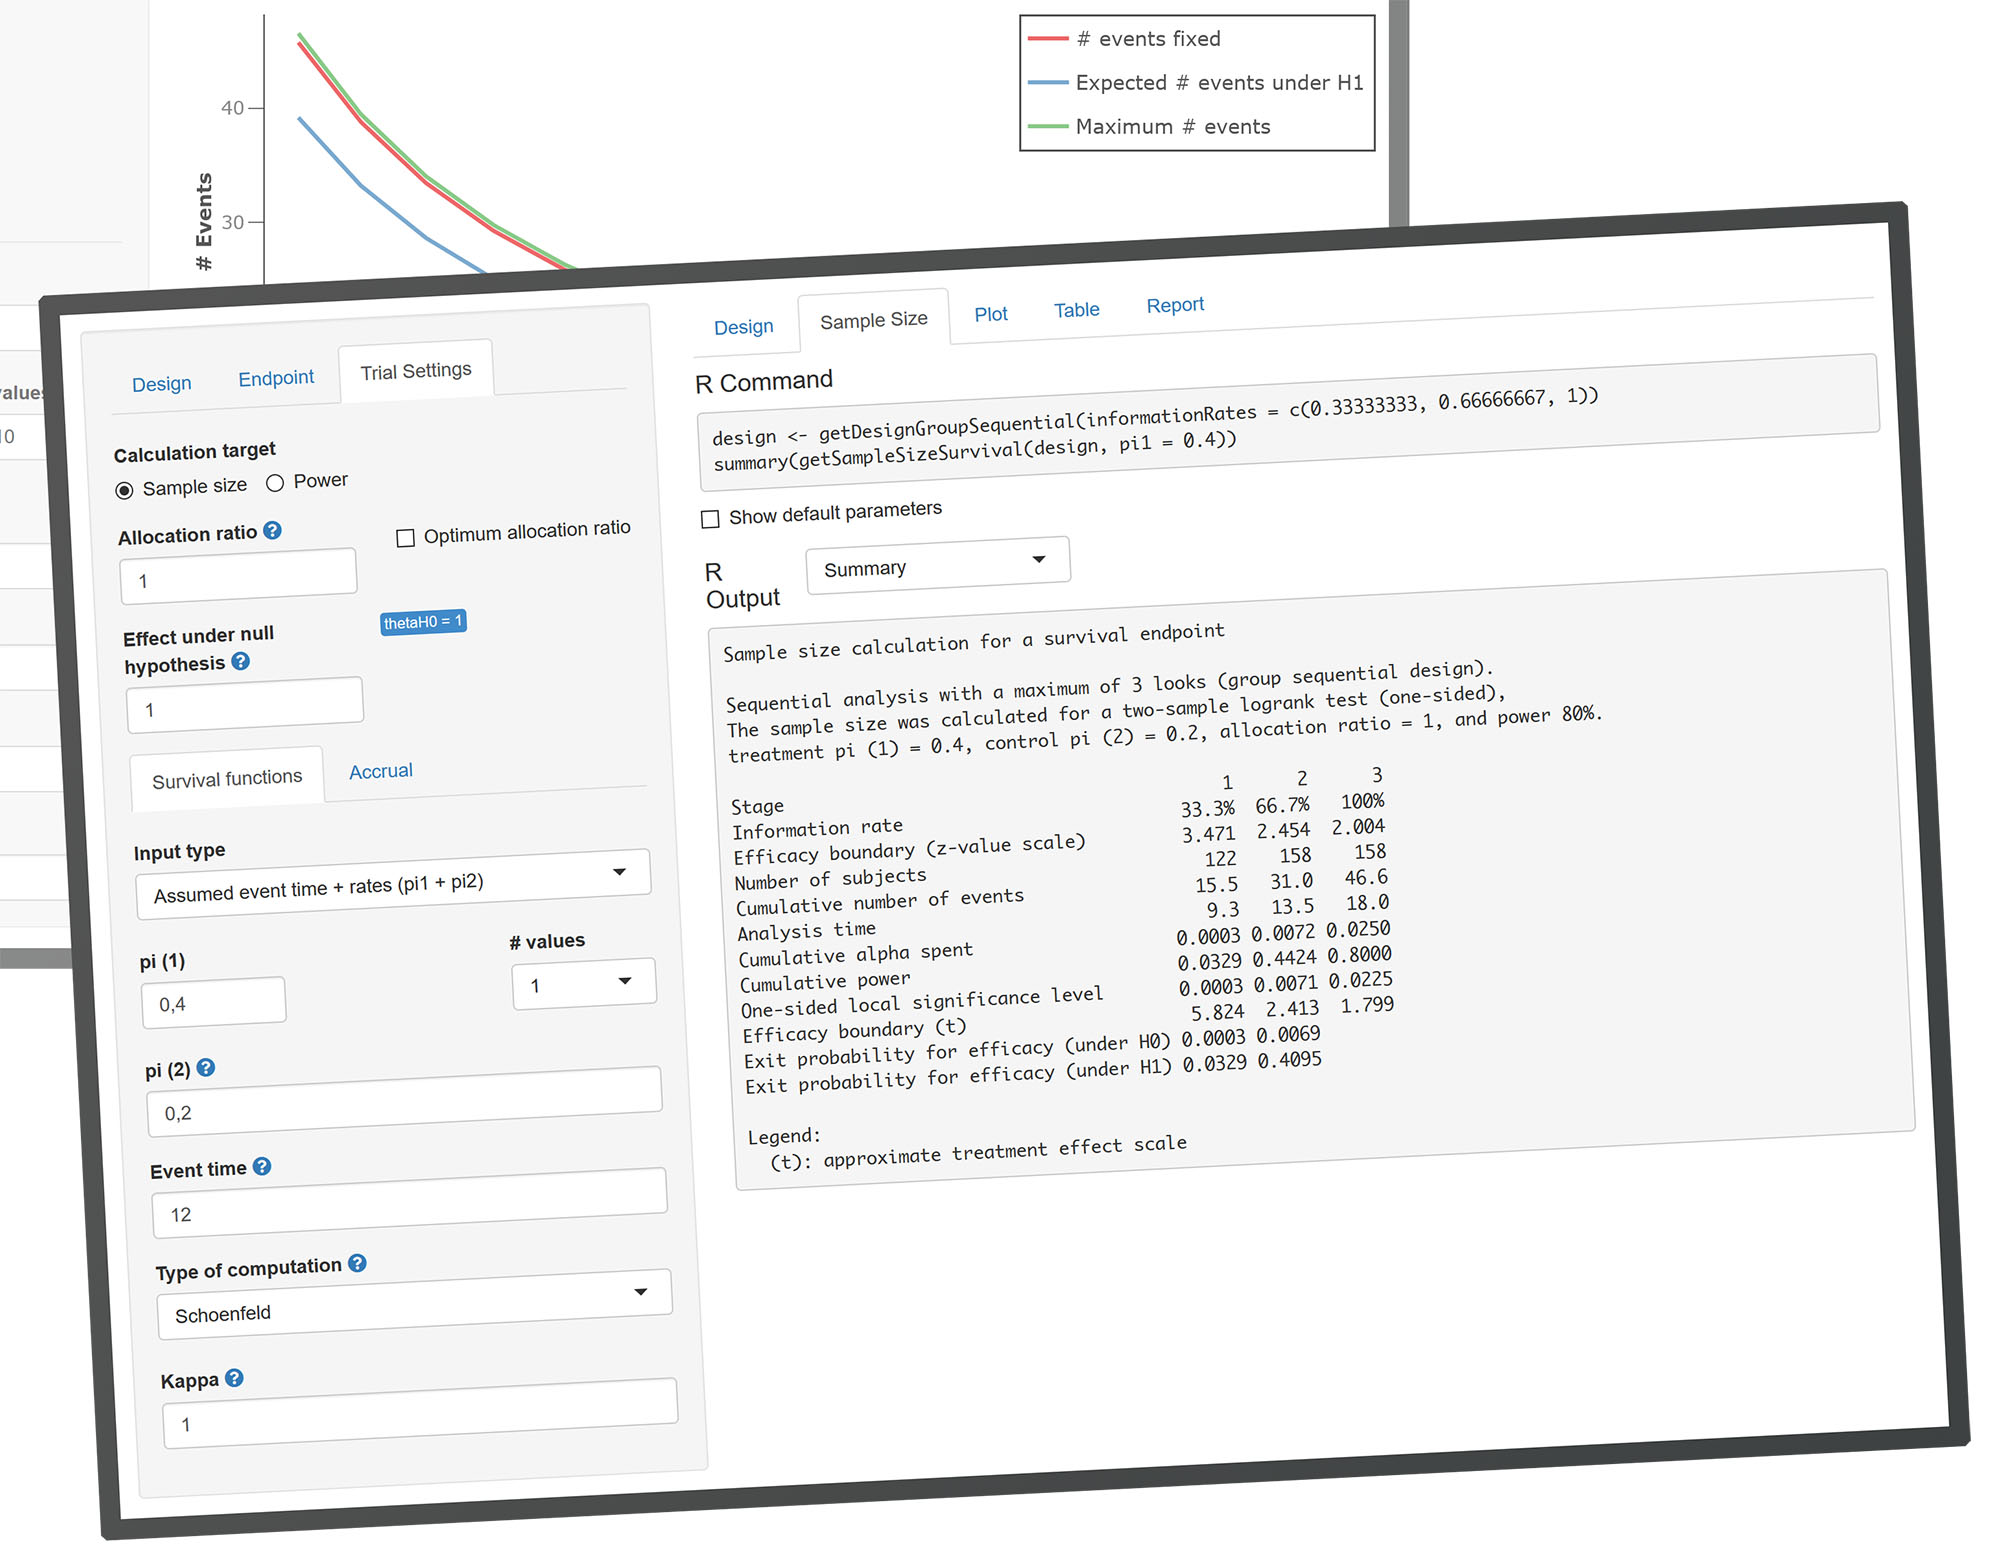 # events fixed
Expected # events under H1
Maximum # events
40
30
# Events
10
Design Endpoint Trial Settings
Calculation target
Sample size Power
Allocation ratio ?
Optimum allocation ratio
1
Effect under null
hypothesis ?
thetaH0 = 1
1
Survival functions Accrual
Input type
Assumed event time + rates (pi1 + pi2)
pi (1)
# values
0,4
1
pi (2) ?
0,2
Event time ?
12
Type of computation ?
Schoenfeld
Kappa ?
1
Design Sample Size Plot Table Report
R Command
design <- getDesignGroupSequential(informationRates = c(0.33333333, 0.66666667, 1))
summary(getSampleSizeSurvival(design, pi1 = 0.4))
Show default parameters
R
Output
Summary
Sample size calculation for a survival endpoint
Sequential analysis with a maximum of 3 looks (group sequential design).
The sample size was calculated for a two-sample logrank test (one-sided),
treatment pi (1) = 0.4, control pi (2) = 0.2, allocation ratio = 1, and power 80%.
Stage 1 2 3
Information rate 33.3% 66.7% 100%
Efficacy boundary (z-value scale) 3.471 2.454 2.004
Number of subjects 122 158 158
Cumulative number of events 15.5 31.0 46.6
Analysis time 9.3 13.5 18.0
Cumulative alpha spent 0.0003 0.0072 0.0250
Cumulative power 0.0329 0.4424 0.8000
One-sided local significance level 0.0003 0.0071 0.0225
Efficacy boundary (t) 5.824 2.413 1.799
Exit probability for efficacy (under H0) 0.0003 0.0069
Exit probability for efficacy (under H1) 0.0329 0.4095
Legend:
(t): approximate treatment effect scale